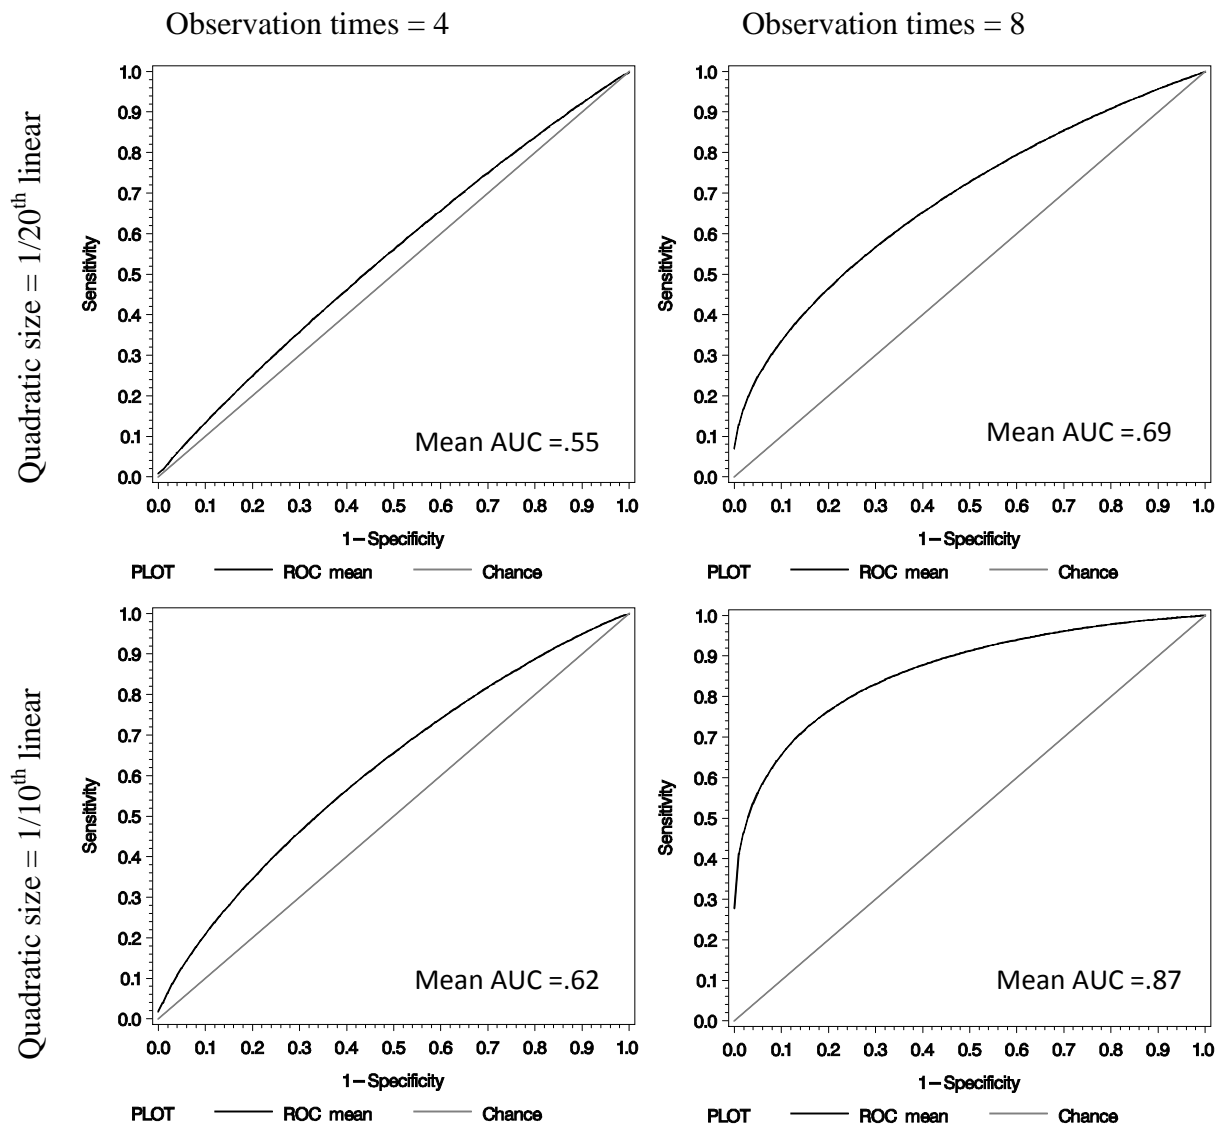 Observation times = 4
Observation times = 8
Quadratic size = 1/20th linear
1.0
0.9
0.8
0.7
0.6
0.5
0.4
0.3
0.2
0.1
0.0
Sensitivity
Mean AUC =.55
0.0 0.1 0.2 0.3 0.4 0.5 0.6 0.7 0.8 0.9 1.0
1−Specificity
PLOT ROC mean Chance
1.0
0.9
0.8
0.7
0.6
0.5
0.4
0.3
0.2
0.1
0.0
Sensitivity
Mean AUC =.69
0.0 0.1 0.2 0.3 0.4 0.5 0.6 0.7 0.8 0.9 1.0
1−Specificity
PLOT ROC mean Chance
Quadratic size = 1/10th linear
1.0
0.9
0.8
0.7
0.6
0.5
0.4
0.3
0.2
0.1
0.0
Sensitivity
Mean AUC =.62
0.0 0.1 0.2 0.3 0.4 0.5 0.6 0.7 0.8 0.9 1.0
1−Specificity
PLOT ROC mean Chance
1.0
0.9
0.8
0.7
0.6
0.5
0.4
0.3
0.2
0.1
0.0
Sensitivity
Mean AUC =.87
0.0 0.1 0.2 0.3 0.4 0.5 0.6 0.7 0.8 0.9 1.0
1−Specificity
PLOT ROC mean Chance